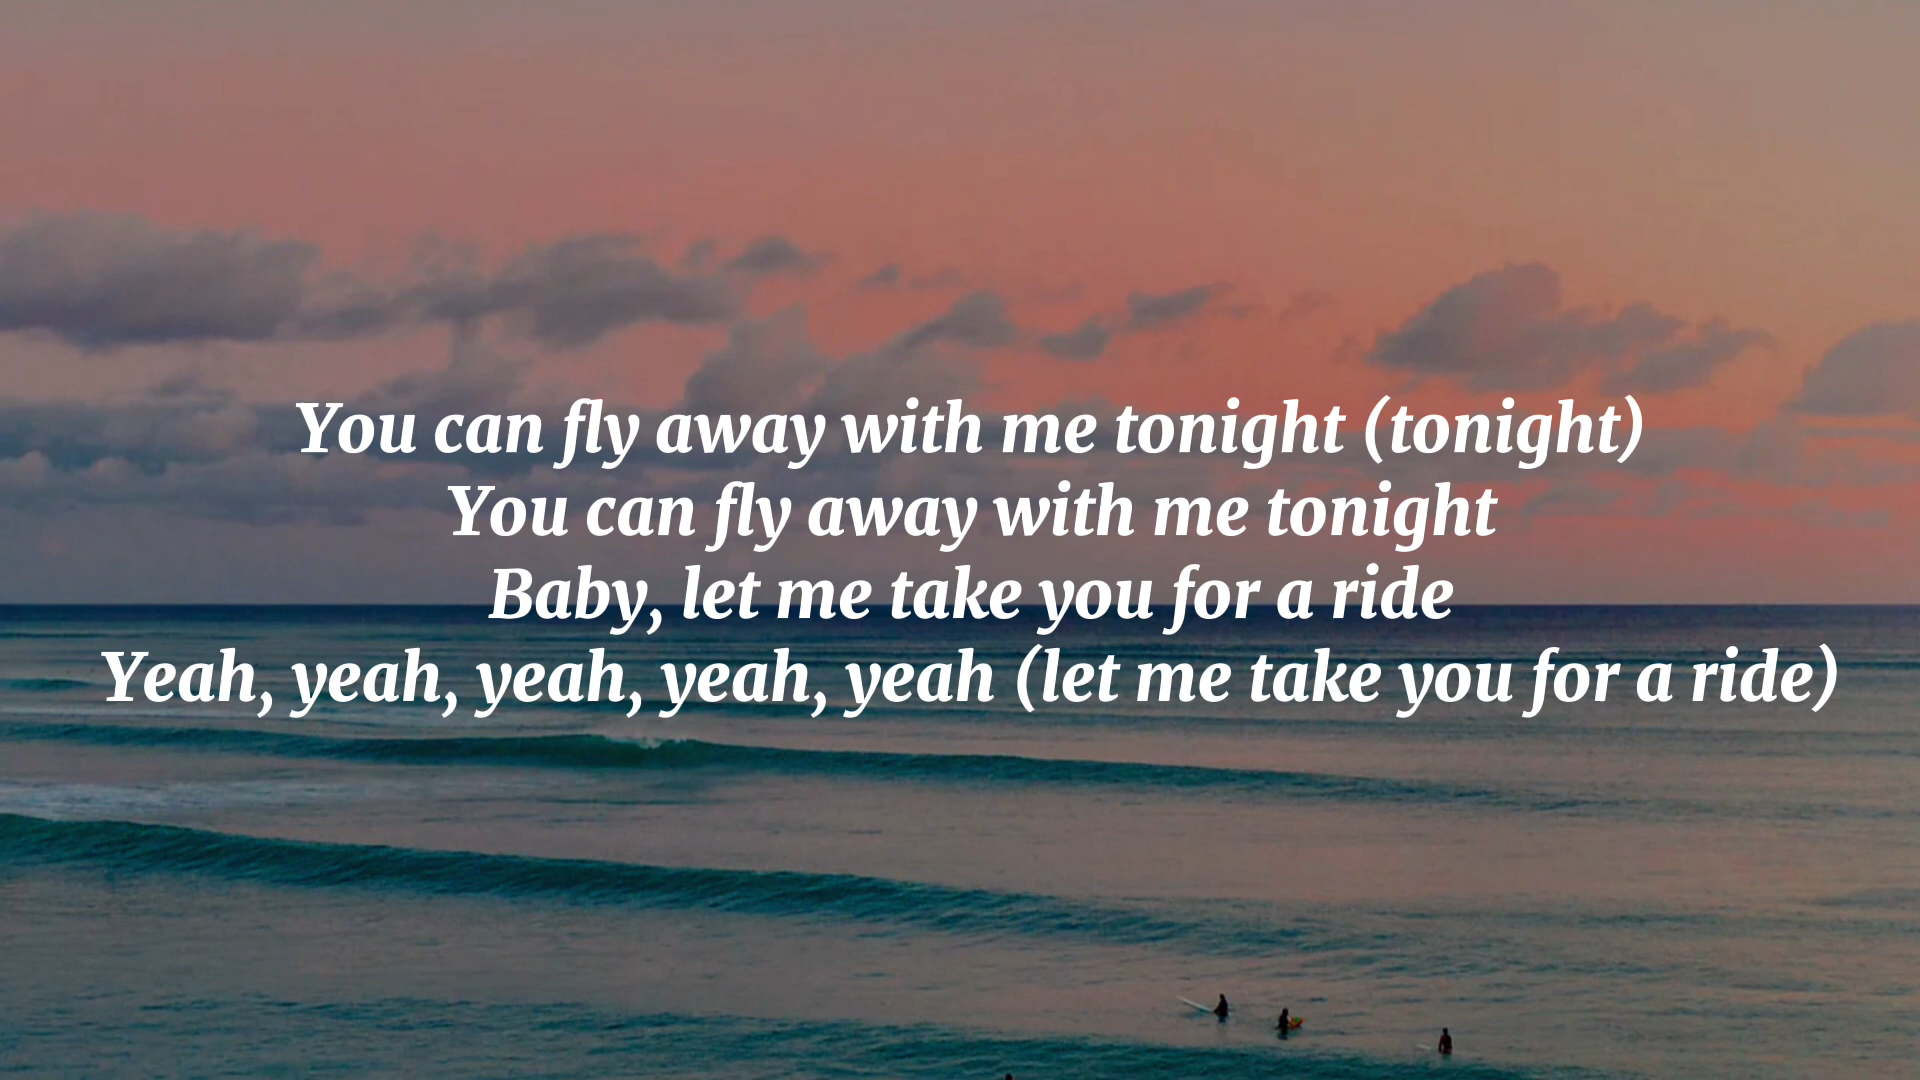 You can fly away with me tonight (tonight)
You can fly away with me tonight
Baby, let me take you for a ride
Yeah, yeah, yeah, yeah, yeah (let me take you for a ride)